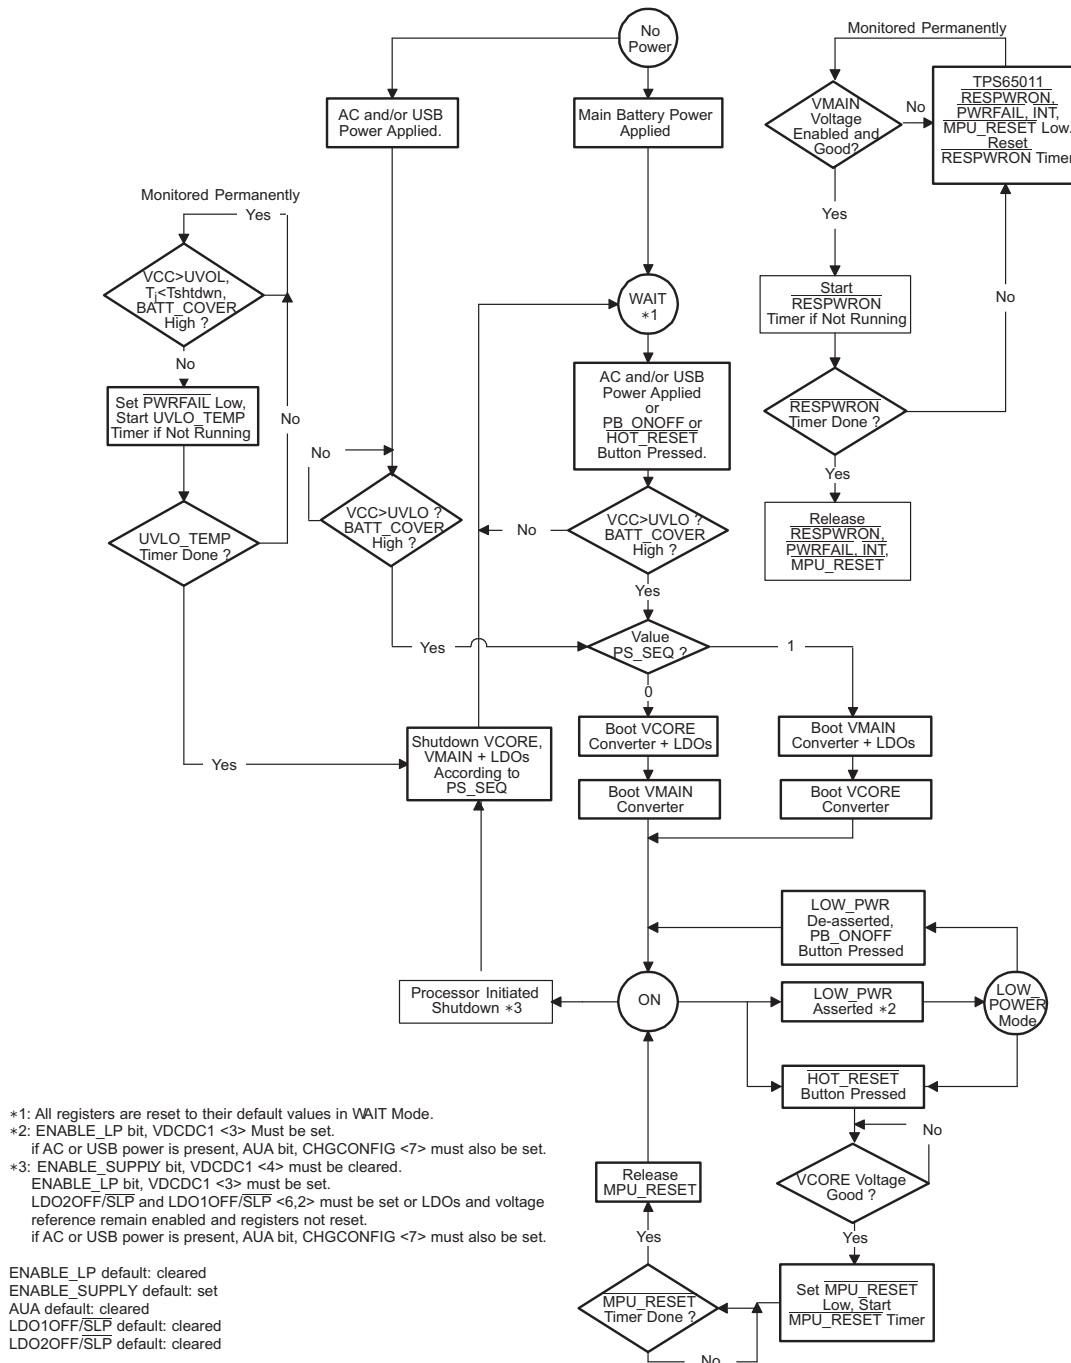 No
Power
AC and/or USB
Power Applied.
Main Battery Power
Applied
Monitored Permanently
VMAIN
Voltage
Enabled and
Good?
No
TPS65011
RESPWRON,
PWRFAIL, INT,
MPU_RESET Low.
Reset
RESPWRON Timer
Yes
Start
RESPWRON
Timer if Not Running
No
RESPWRON
Timer Done ?
Yes
Release
RESPWRON,
PWRFAIL, INT,
MPU_RESET
Monitored Permanently
Yes
VCC>UVOL,
Tj<Tshtdwn,
BATT_COVER
High ?
No
Set PWRFAIL Low,
Start UVLO_TEMP
Timer if Not Running
No
UVLO_TEMP
Timer Done ?
Yes
No
VCC>UVLO ?
BATT_COVER
High ?
Yes
WAIT
*1
AC and/or USB
Power Applied
or
PB_ONOFF or
HOT_RESET
Button Pressed.
No
VCC>UVLO ?
BATT_COVER
High ?
Yes
Value
PS_SEQ ?
1
0
Boot VCORE
Converter + LDOs
Boot VMAIN
Converter + LDOs
Boot VMAIN
Converter
Boot VCORE
Converter
Shutdown VCORE,
VMAIN + LDOs
According to
PS_SEQ
LOW_PWR
De-asserted,
PB_ONOFF
Button Pressed
Processor Initiated
Shutdown *3
ON
LOW_PWR
Asserted *2
LOW_
POWER
Mode
HOT_RESET
Button Pressed
No
VCORE Voltage
Good ?
Yes
Release
MPU_RESET
Yes
MPU_RESET
Timer Done ?
No
Set MPU_RESET
Low, Start
MPU_RESET Timer
*1: All registers are reset to their default values in WAIT Mode.
*2: ENABLE_LP bit, VDCDC1 <3> Must be set.
if AC or USB power is present, AUA bit, CHGCONFIG <7> must also be set.
*3: ENABLE_SUPPLY bit, VDCDC1 <4> must be cleared.
ENABLE_LP bit, VDCDC1 <3> must be set.
LDO2OFF/SLP and LDO1OFF/SLP <6,2> must be set or LDOs and voltage
reference remain enabled and registers not reset.
if AC or USB power is present, AUA bit, CHGCONFIG <7> must also be set.
ENABLE_LP default: cleared
ENABLE_SUPPLY default: set
AUA default: cleared
LDO1OFF/SLP default: cleared
LDO2OFF/SLP default: cleared